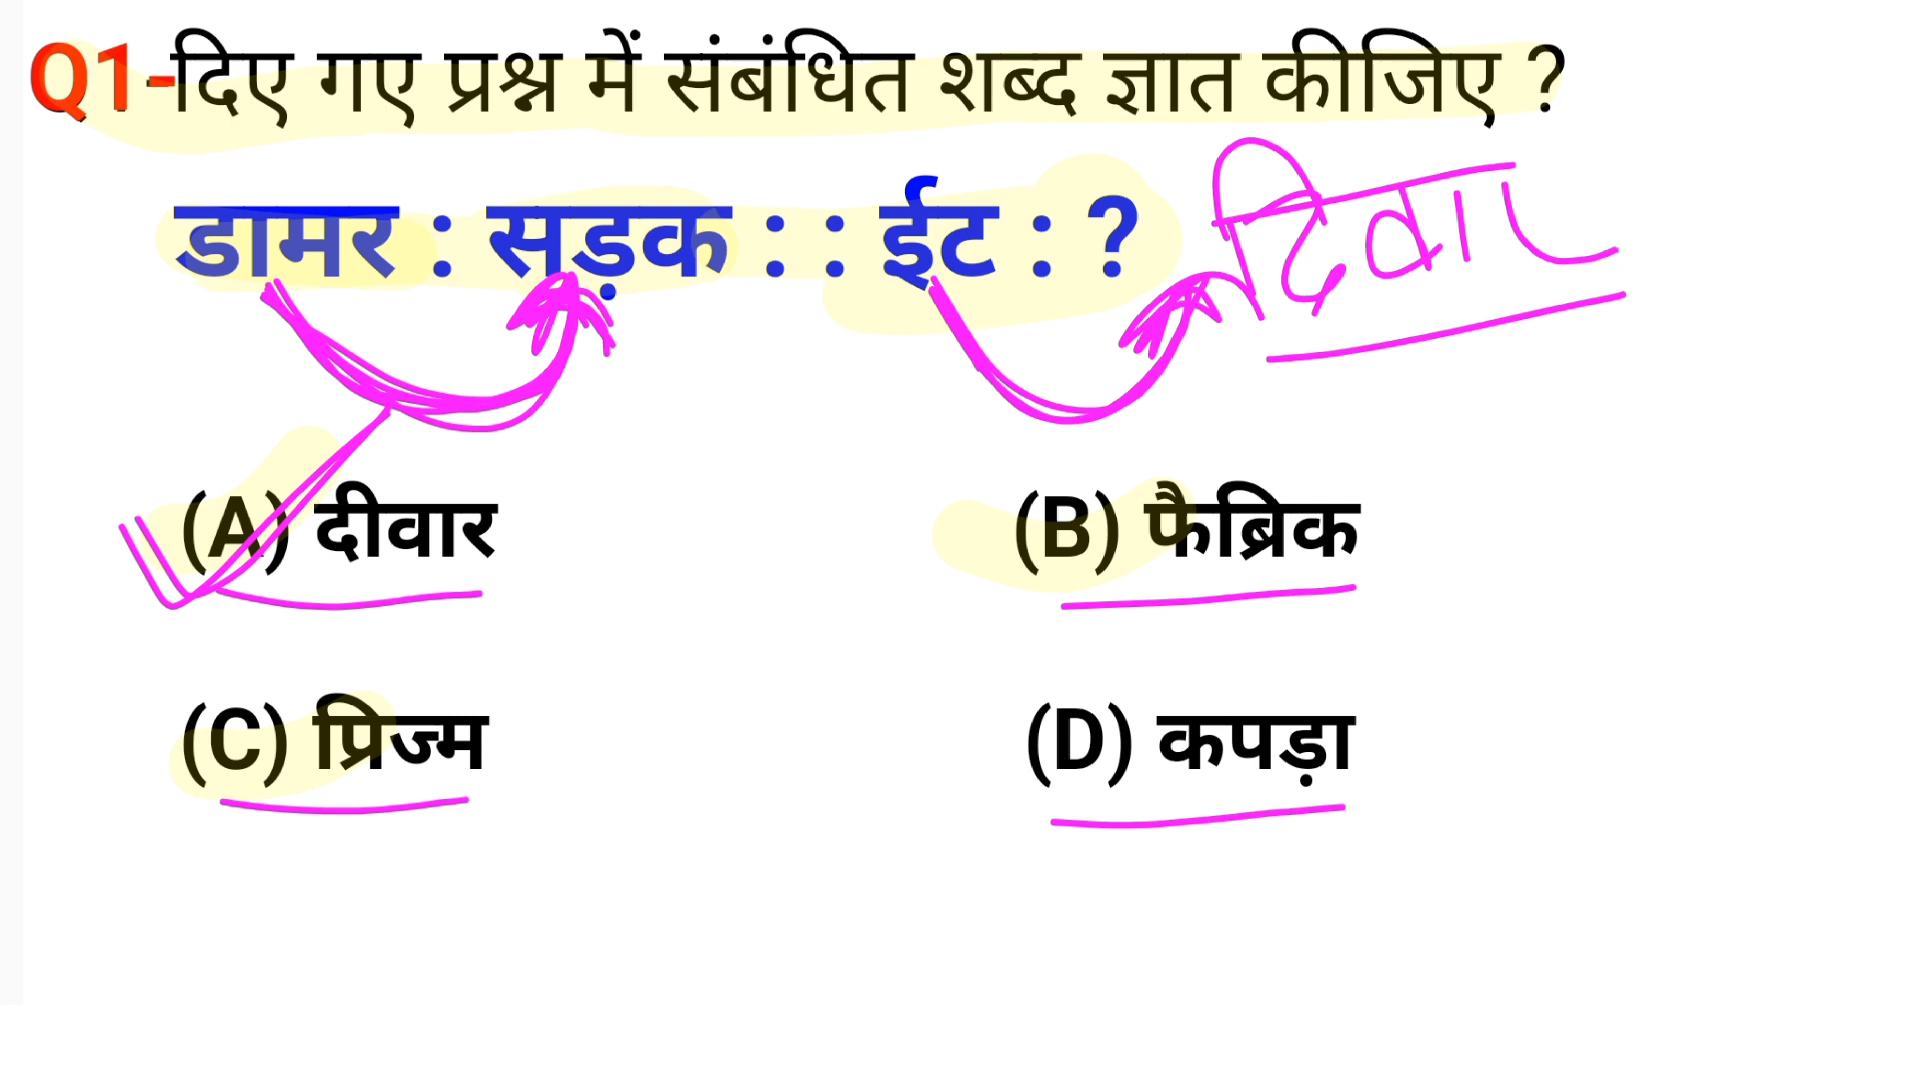 Q1-दिए गए प्रश्न में संबंधित शब्द ज्ञात कीजिए ?
डामर : सड़क : : ईट : ? दिवार
(A) दीवार (B) फैब्रिक
(C) प्रिज्म (D) कपड़ा